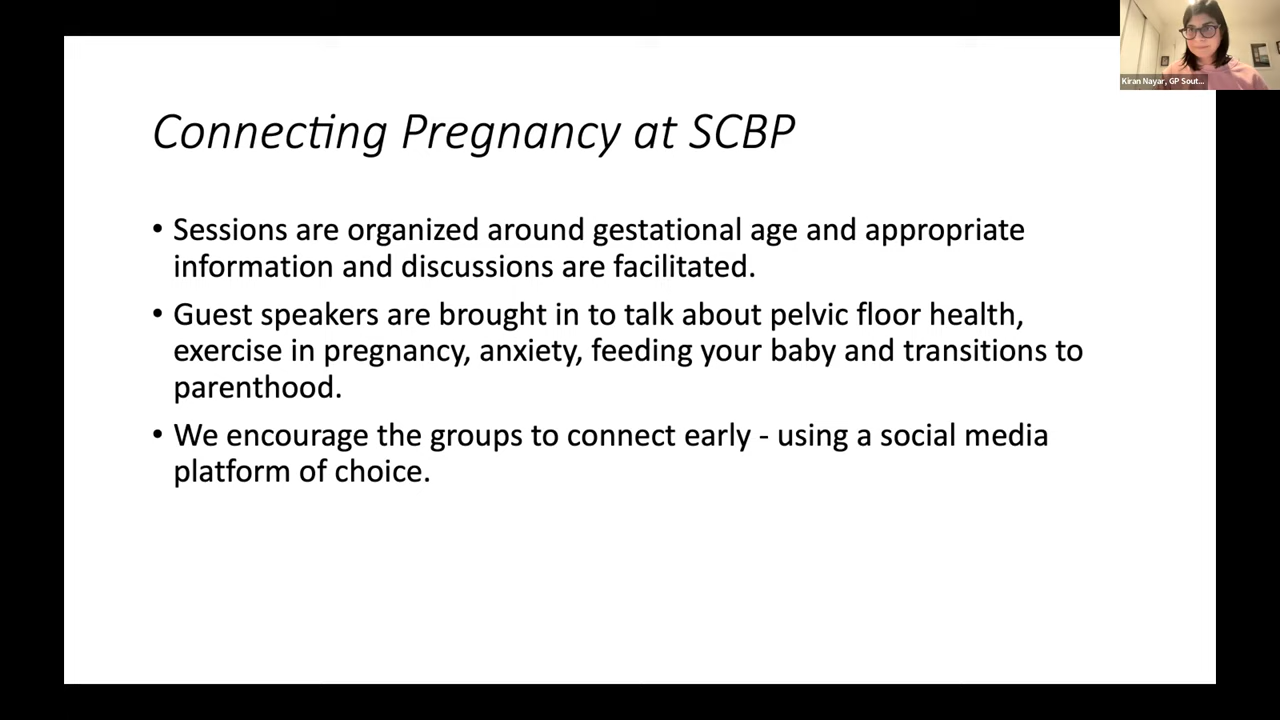 Kiran Nayar, GP Sout...
Connecting Pregnancy at SCBP
• Sessions are organized around gestational age and appropriate
information and discussions are facilitated.
• Guest speakers are brought in to talk about pelvic floor health,
exercise in pregnancy, anxiety, feeding your baby and transitions to
parenthood.
• We encourage the groups to connect early - using a social media
platform of choice.